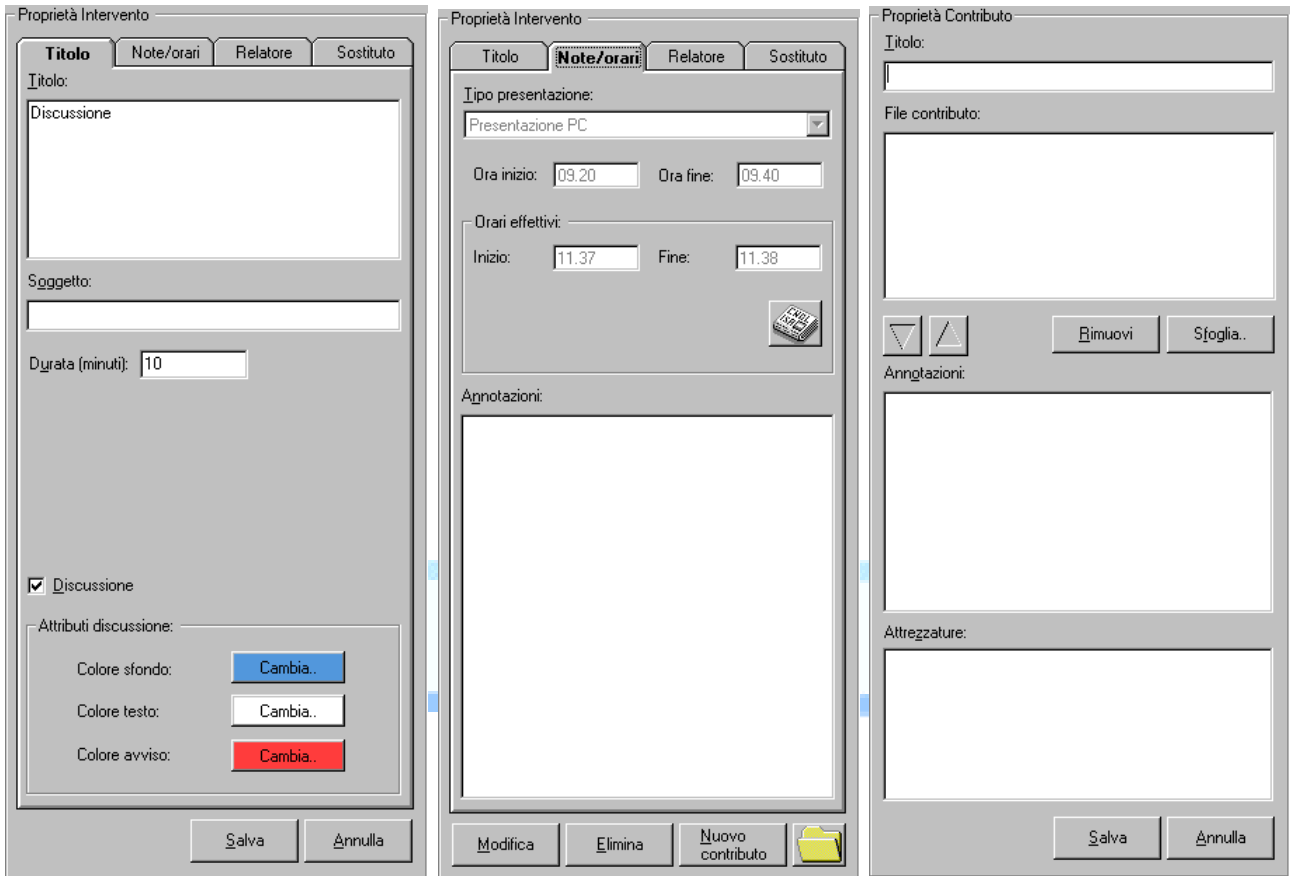 Proprietà Intervento
Titolo Note/orari Relatore Sostituto
Titolo:
Discussione
Soggetto:
Durata (minuti): 10
Discussione
Attributi discussione:
Colore sfondo: Cambia..
Colore testo: Cambia..
Colore avviso: Cambia..
Salva Annulla
Proprietà Intervento
Titolo Note/orari Relatore Sostituto
Tipo presentazione:
Presentazione PC
Ora inizio: 09.20 Ora fine: 09.40
Orari effettivi:
Inizio: 11.37 Fine: 11.38
Annotazioni:
Modifica Elimina Nuovo
contributo
Proprietà Contributo
Titolo:
File contributo:
Rimuovi Sfoglia..
Annotazioni:
Attrezzature:
Salva Annulla